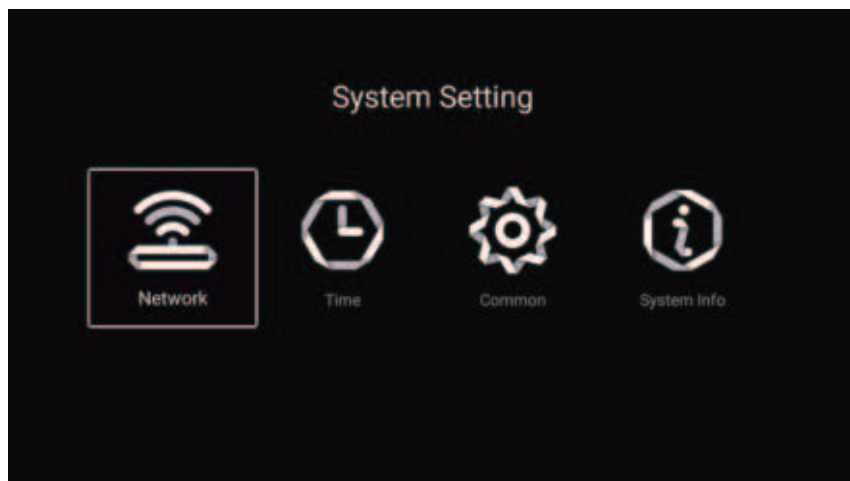 System Setting
Network
Time
Common
System Info